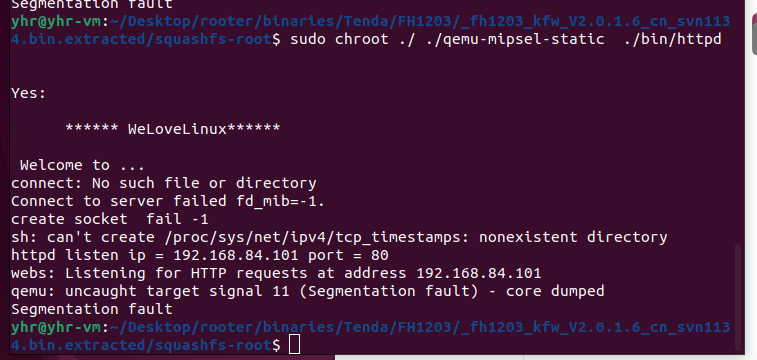 Segmentation fault
yhr@yhr-vm:~/Desktop/rooter/binaries/Tenda/FH1203/_fh1203_kfw_V2.0.1.6_cn_svn113
4.bin.extracted/squashfs-root$ sudo chroot ./ ./qemu-mipsel-static  ./bin/httpd
Yes:
****** WeLoveLinux******
Welcome to ...
connect: No such file or directory
Connect to server failed fd_mib=-1.
create socket  fail -1
sh: can't create /proc/sys/net/ipv4/tcp_timestamps: nonexistent directory
httpd listen ip = 192.168.84.101 port = 80
webs: Listening for HTTP requests at address 192.168.84.101
qemu: uncaught target signal 11 (Segmentation fault) - core dumped
Segmentation fault
yhr@yhr-vm:~/Desktop/rooter/binaries/Tenda/FH1203/_fh1203_kfw_V2.0.1.6_cn_svn113
4.bin.extracted/squashfs-root$